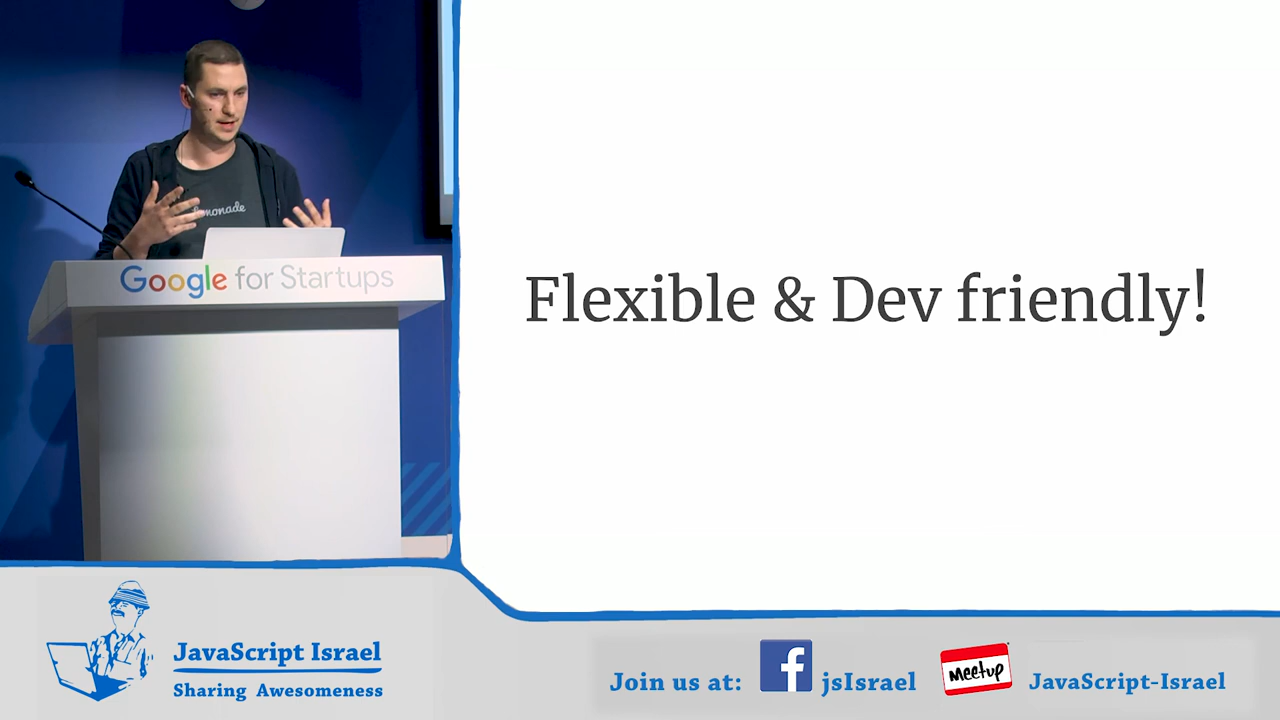 Google for Startups
Flexible & Dev friendly!
JavaScript Israel
Sharing Awesomeness
Join us at:
f
jsIsrael
Meetup
JavaScript-Israel